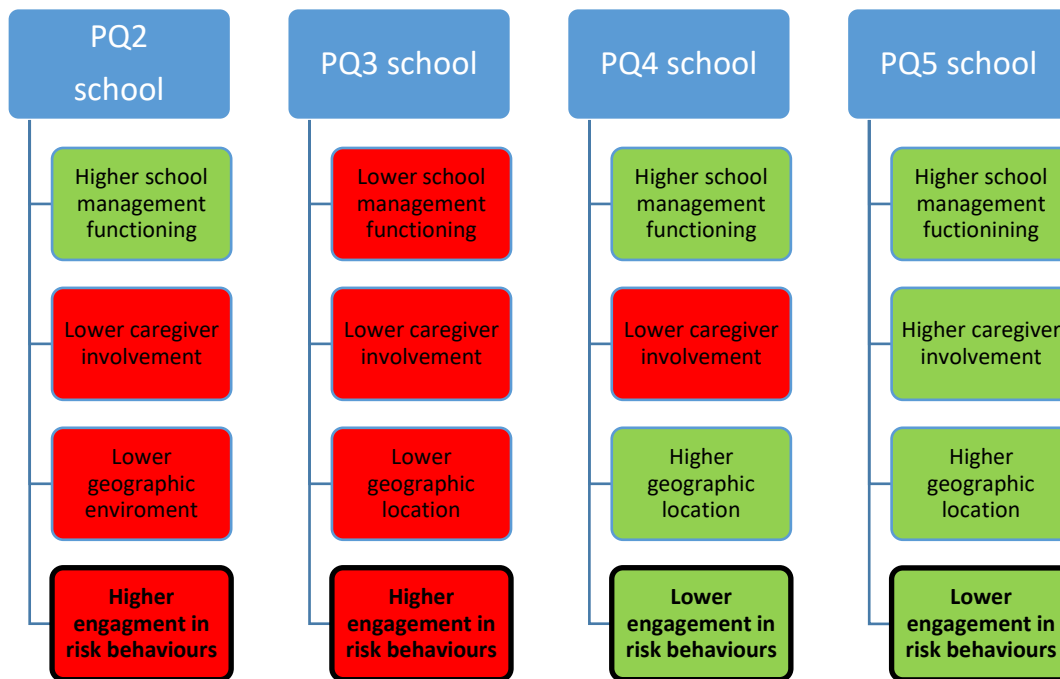 PQ2
school
Higher school
management
functioning
Lower caregiver
involvement
Lower
geographic
enviroment
Higher
engagment in
risk behaviours
PQ3 school
Lower school
management
functioning
Lower caregiver
involvement
Lower
geographic
location
Higher
engagement in
risk behaviours
PQ4 school
Higher school
management
functioning
Lower caregiver
involvement
Higher
geographic
location
Lower
engagement in
risk behaviours
PQ5 school
Higher school
management
fuctionining
Higher caregiver
involvement
Higher
geographic
location
Lower
engagement in
risk behaviours